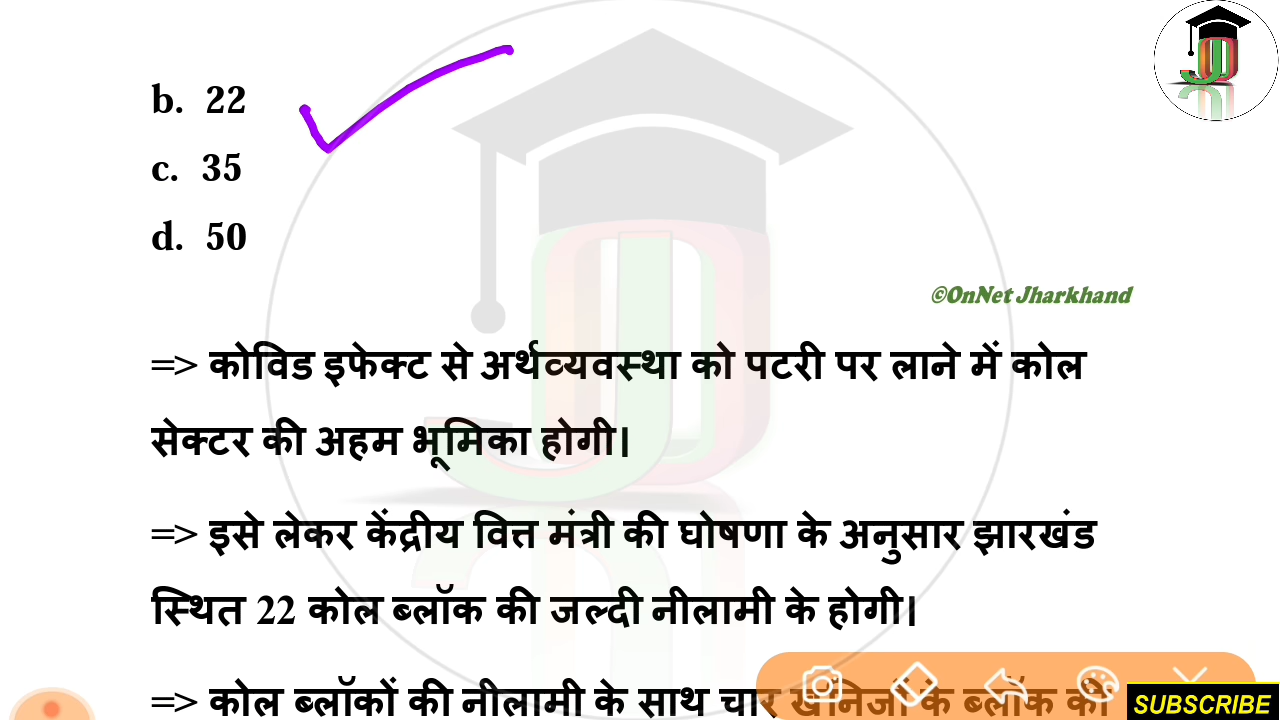 b. 22
c. 35
d. 50
©OnNet Jharkhand
=> कोविड इफेक्ट से अर्थव्यवस्था को पटरी पर लाने में कोल
सेक्टर की अहम भूमिका होगी।
=> इसे लेकर केंद्रीय वित्त मंत्री की घोषणा के अनुसार झारखंड
स्थित 22 कोल ब्लॉक की जल्दी नीलामी के होगी।
=> कोल ब्लॉकों की नीलामी के साथ चार खनिजों के ब्लॉक की
SUBSCRIBE